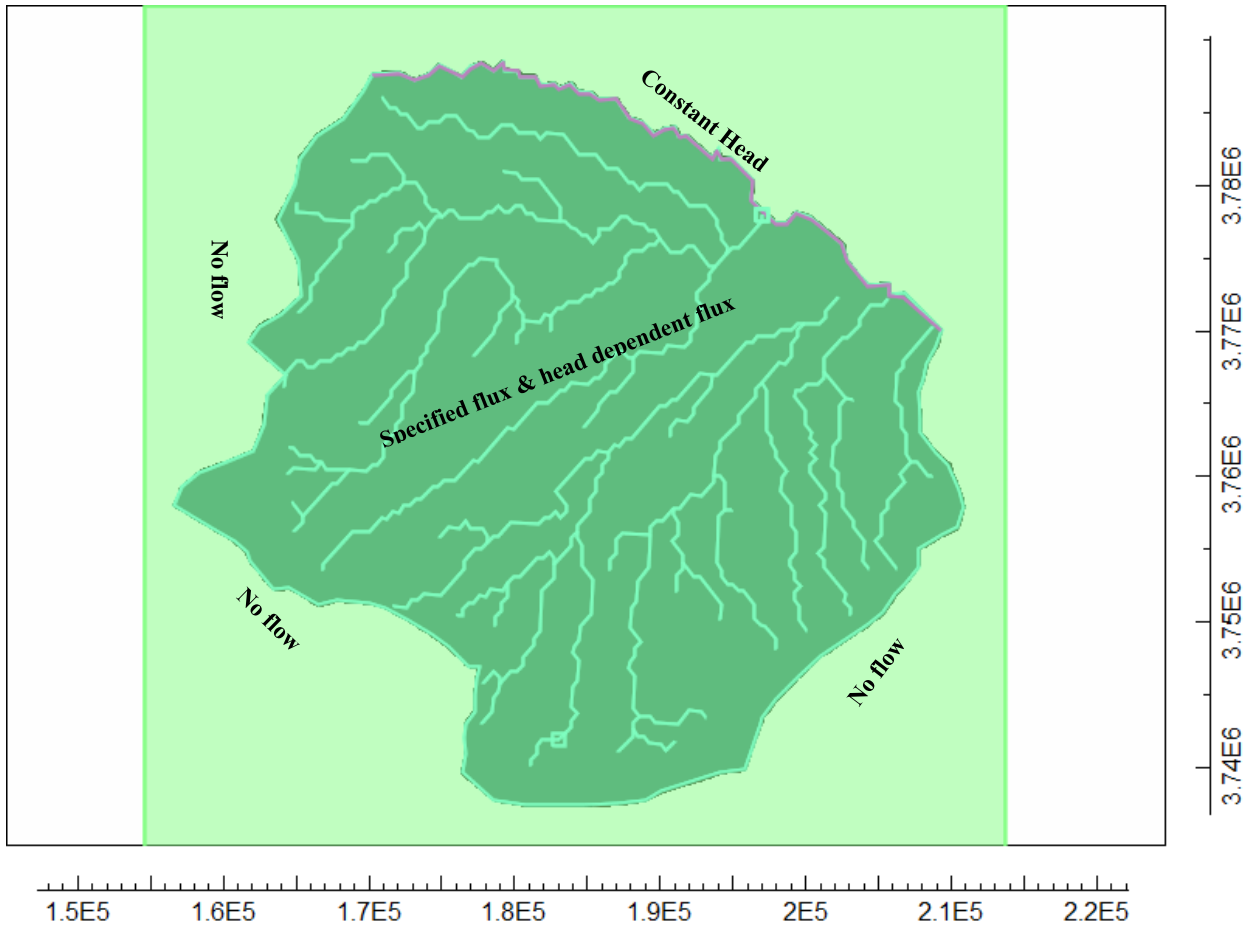 Constant Head
No flow
Specified flux & head dependent flux
No flow
No flow
3.78E6
3.77E6
3.76E6
3.75E6
3.74E6
1.5E5 1.6E5 1.7E5 1.8E5 1.9E5 2E5 2.1E5 2.2E5